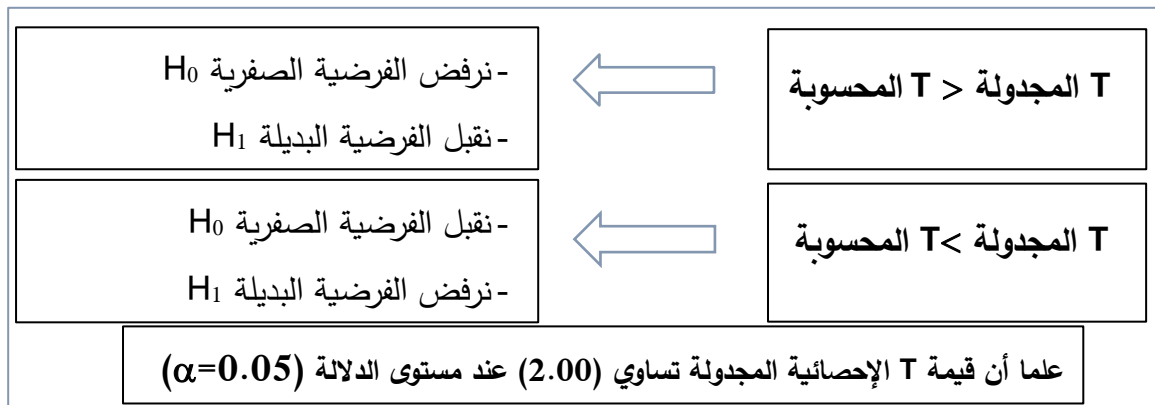 T المجدولة < T المحسوبة
- نرفض الفرضية الصفرية H0
- نقبل الفرضية البديلة H1
T المجدولة >T المحسوبة
- نقبل الفرضية الصفرية H0
- نرفض الفرضية البديلة H1
علما أن قيمة T الإحصائية المجدولة تساوي (2.00) عند مستوى الدلالة (α=0.05)